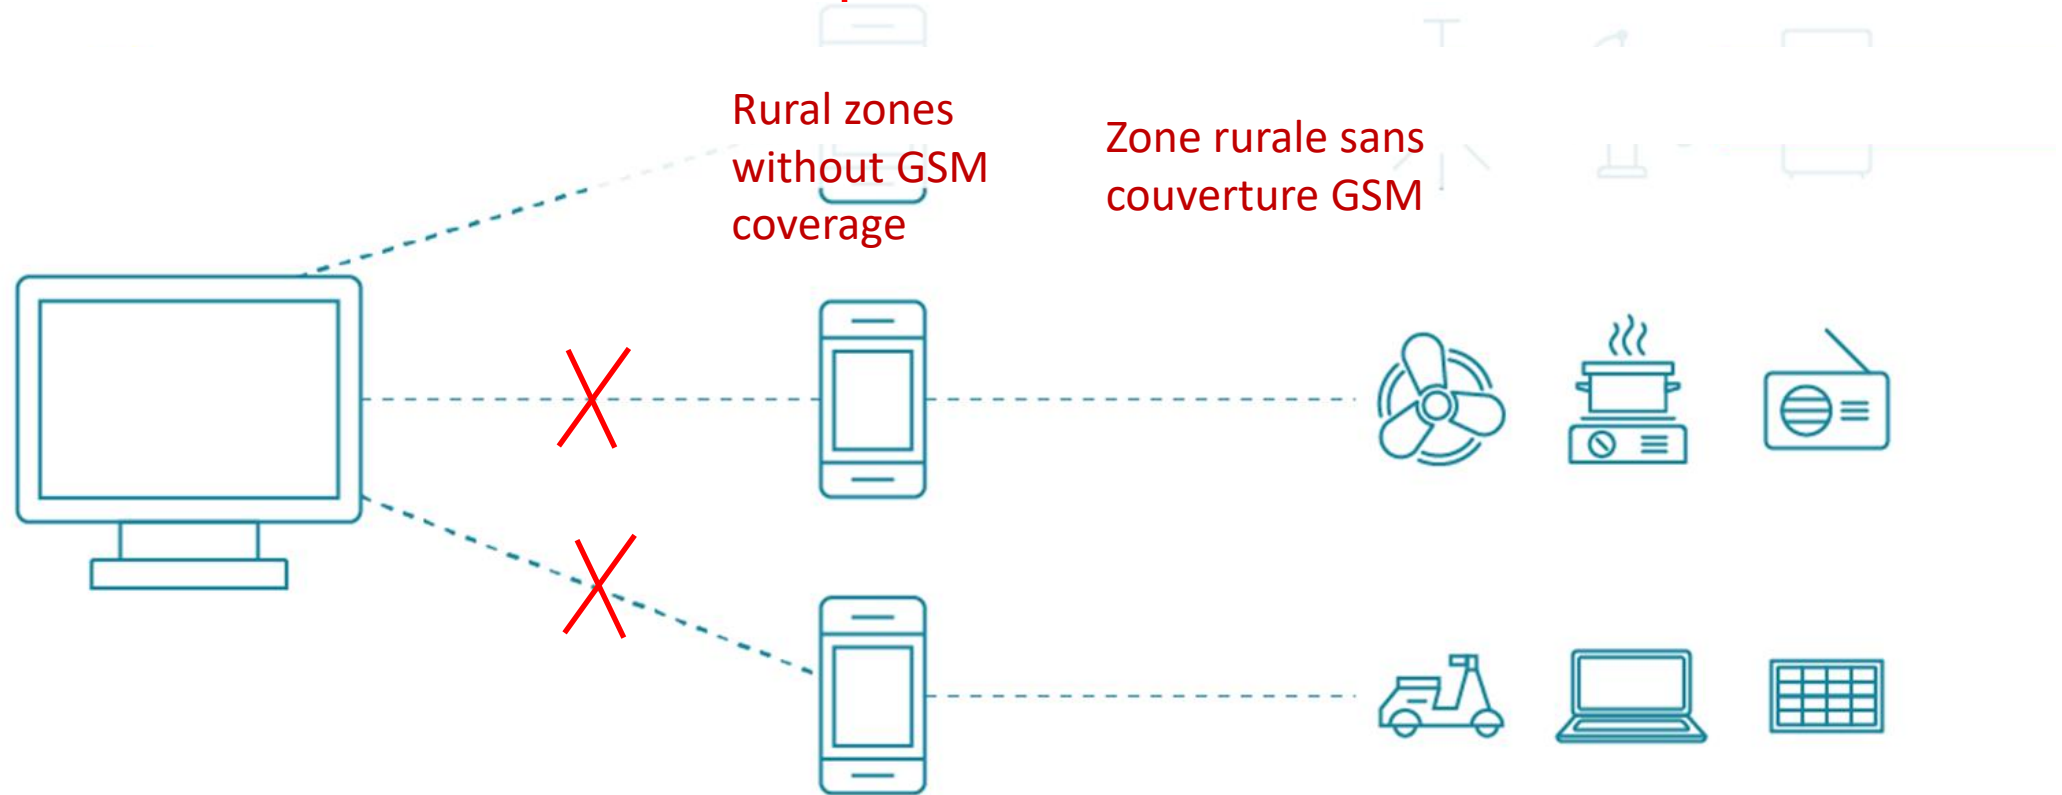 Rural zones
without GSM
coverage
Zone rurale sans
couverture GSM